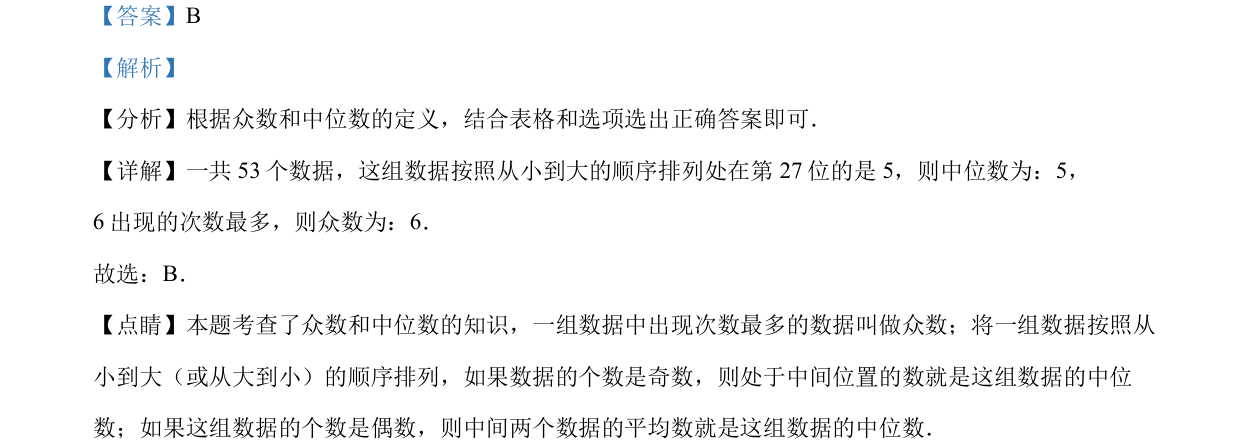 【答案】B
【解析】
【分析】根据众数和中位数的定义，结合表格和选项选出正确答案即可．
【详解】一共 53 个数据，这组数据按照从小到大的顺序排列处在第 27 位的是 5，则中位数为：5，
6 出现的次数最多，则众数为：6．
故选：B．
【点睛】本题考查了众数和中位数的知识，一组数据中出现次数最多的数据叫做众数；将一组数据按照从
小到大（或从大到小）的顺序排列，如果数据的个数是奇数，则处于中间位置的数就是这组数据的中位
数；如果这组数据的个数是偶数，则中间两个数据的平均数就是这组数据的中位数．